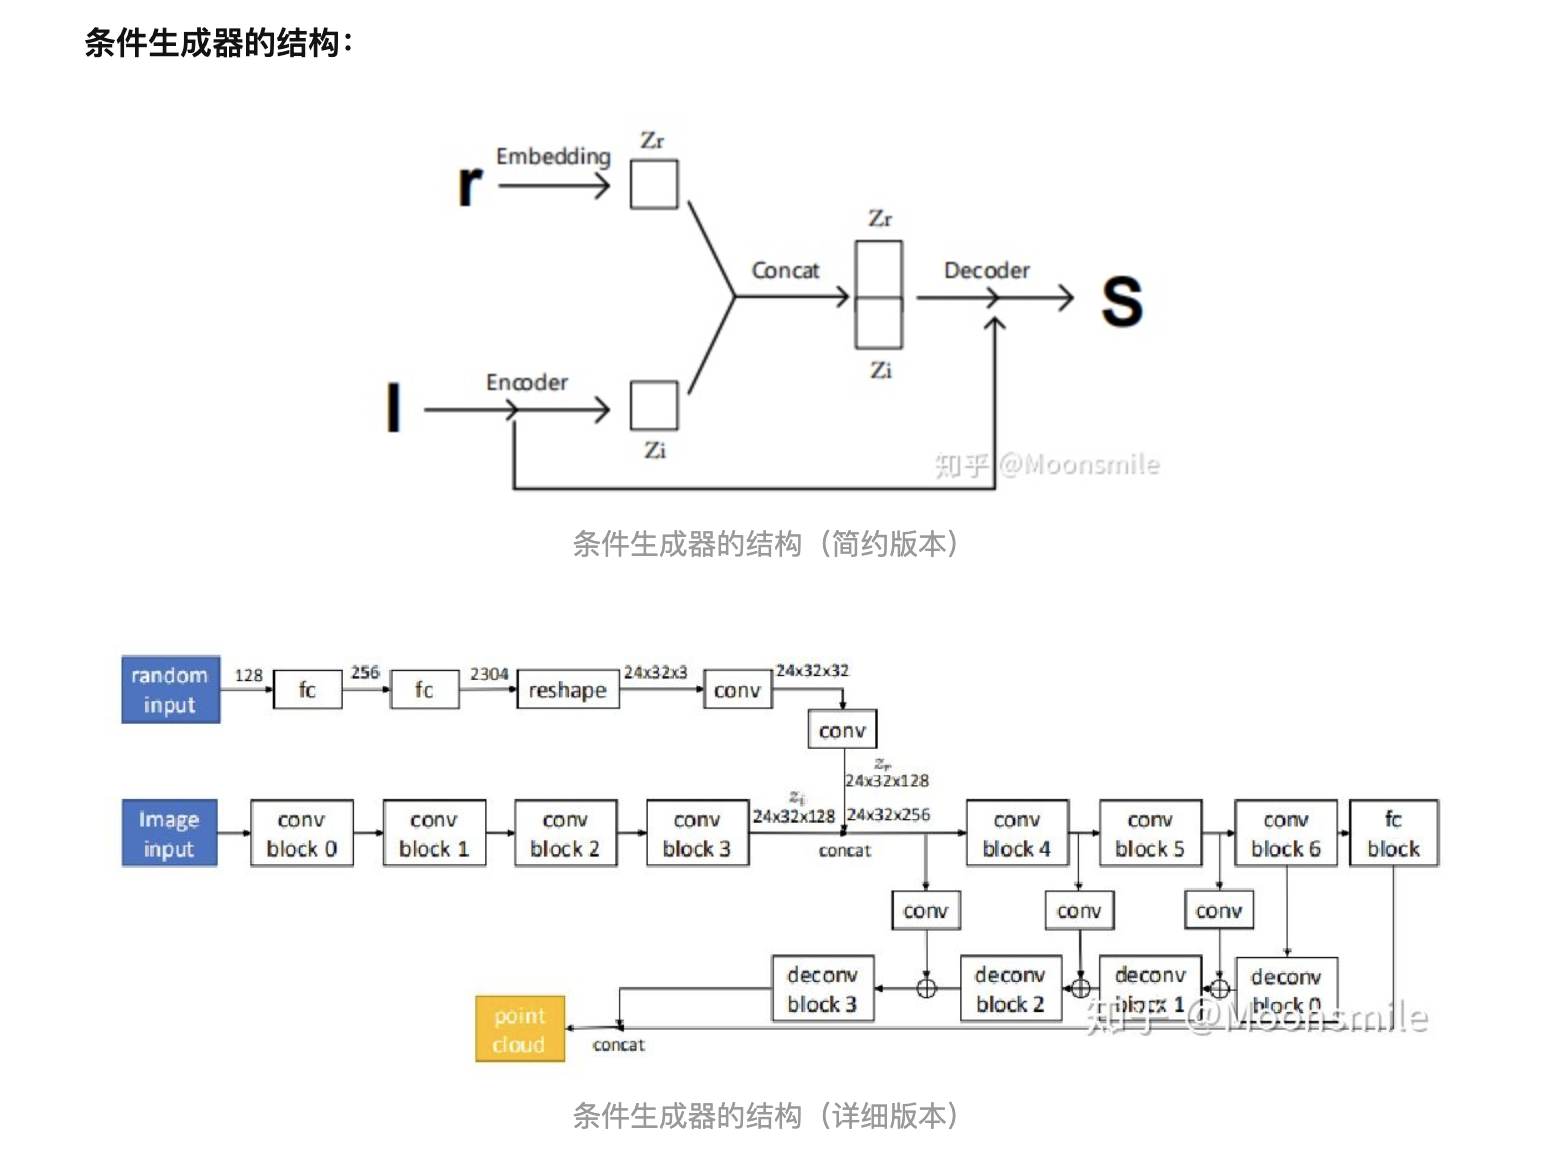 条件生成器的结构：
Zr
Embedding
r
Zr
Concat
Decoder
S
Zi
Encoder
I
Zi
知乎 @Moonsmile
条件生成器的结构（简约版本）
random
input
128
fc
256
fc
2304
reshape
24x32x3
conv
24x32x32
conv
zr
24x32x128
Image
input
conv
block 0
conv
block 1
conv
block 2
conv
block 3
zi
24x32x128
24x32x256
concat
conv
block 4
conv
block 5
conv
block 6
fc
block
conv
conv
conv
deconv
block 3
deconv
block 2
deconv
block 1
deconv
block 0
知乎 @Moonsmile
point
cloud
concat
条件生成器的结构（详细版本）